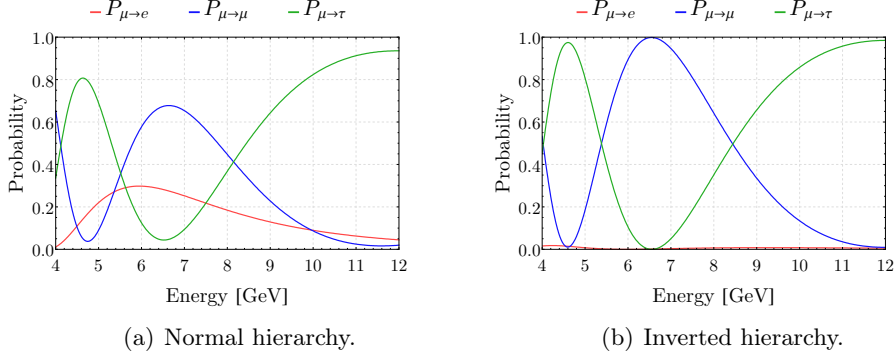 P_{μ→e} P_{μ→μ} P_{μ→τ}
1.0
0.8
0.6
0.4
0.2
0.0
Probability
4 5 6 7 8 9 10 11 12
Energy [GeV]
(a) Normal hierarchy.
P_{μ→e} P_{μ→μ} P_{μ→τ}
1.0
0.8
0.6
0.4
0.2
0.0
Probability
4 5 6 7 8 9 10 11 12
Energy [GeV]
(b) Inverted hierarchy.